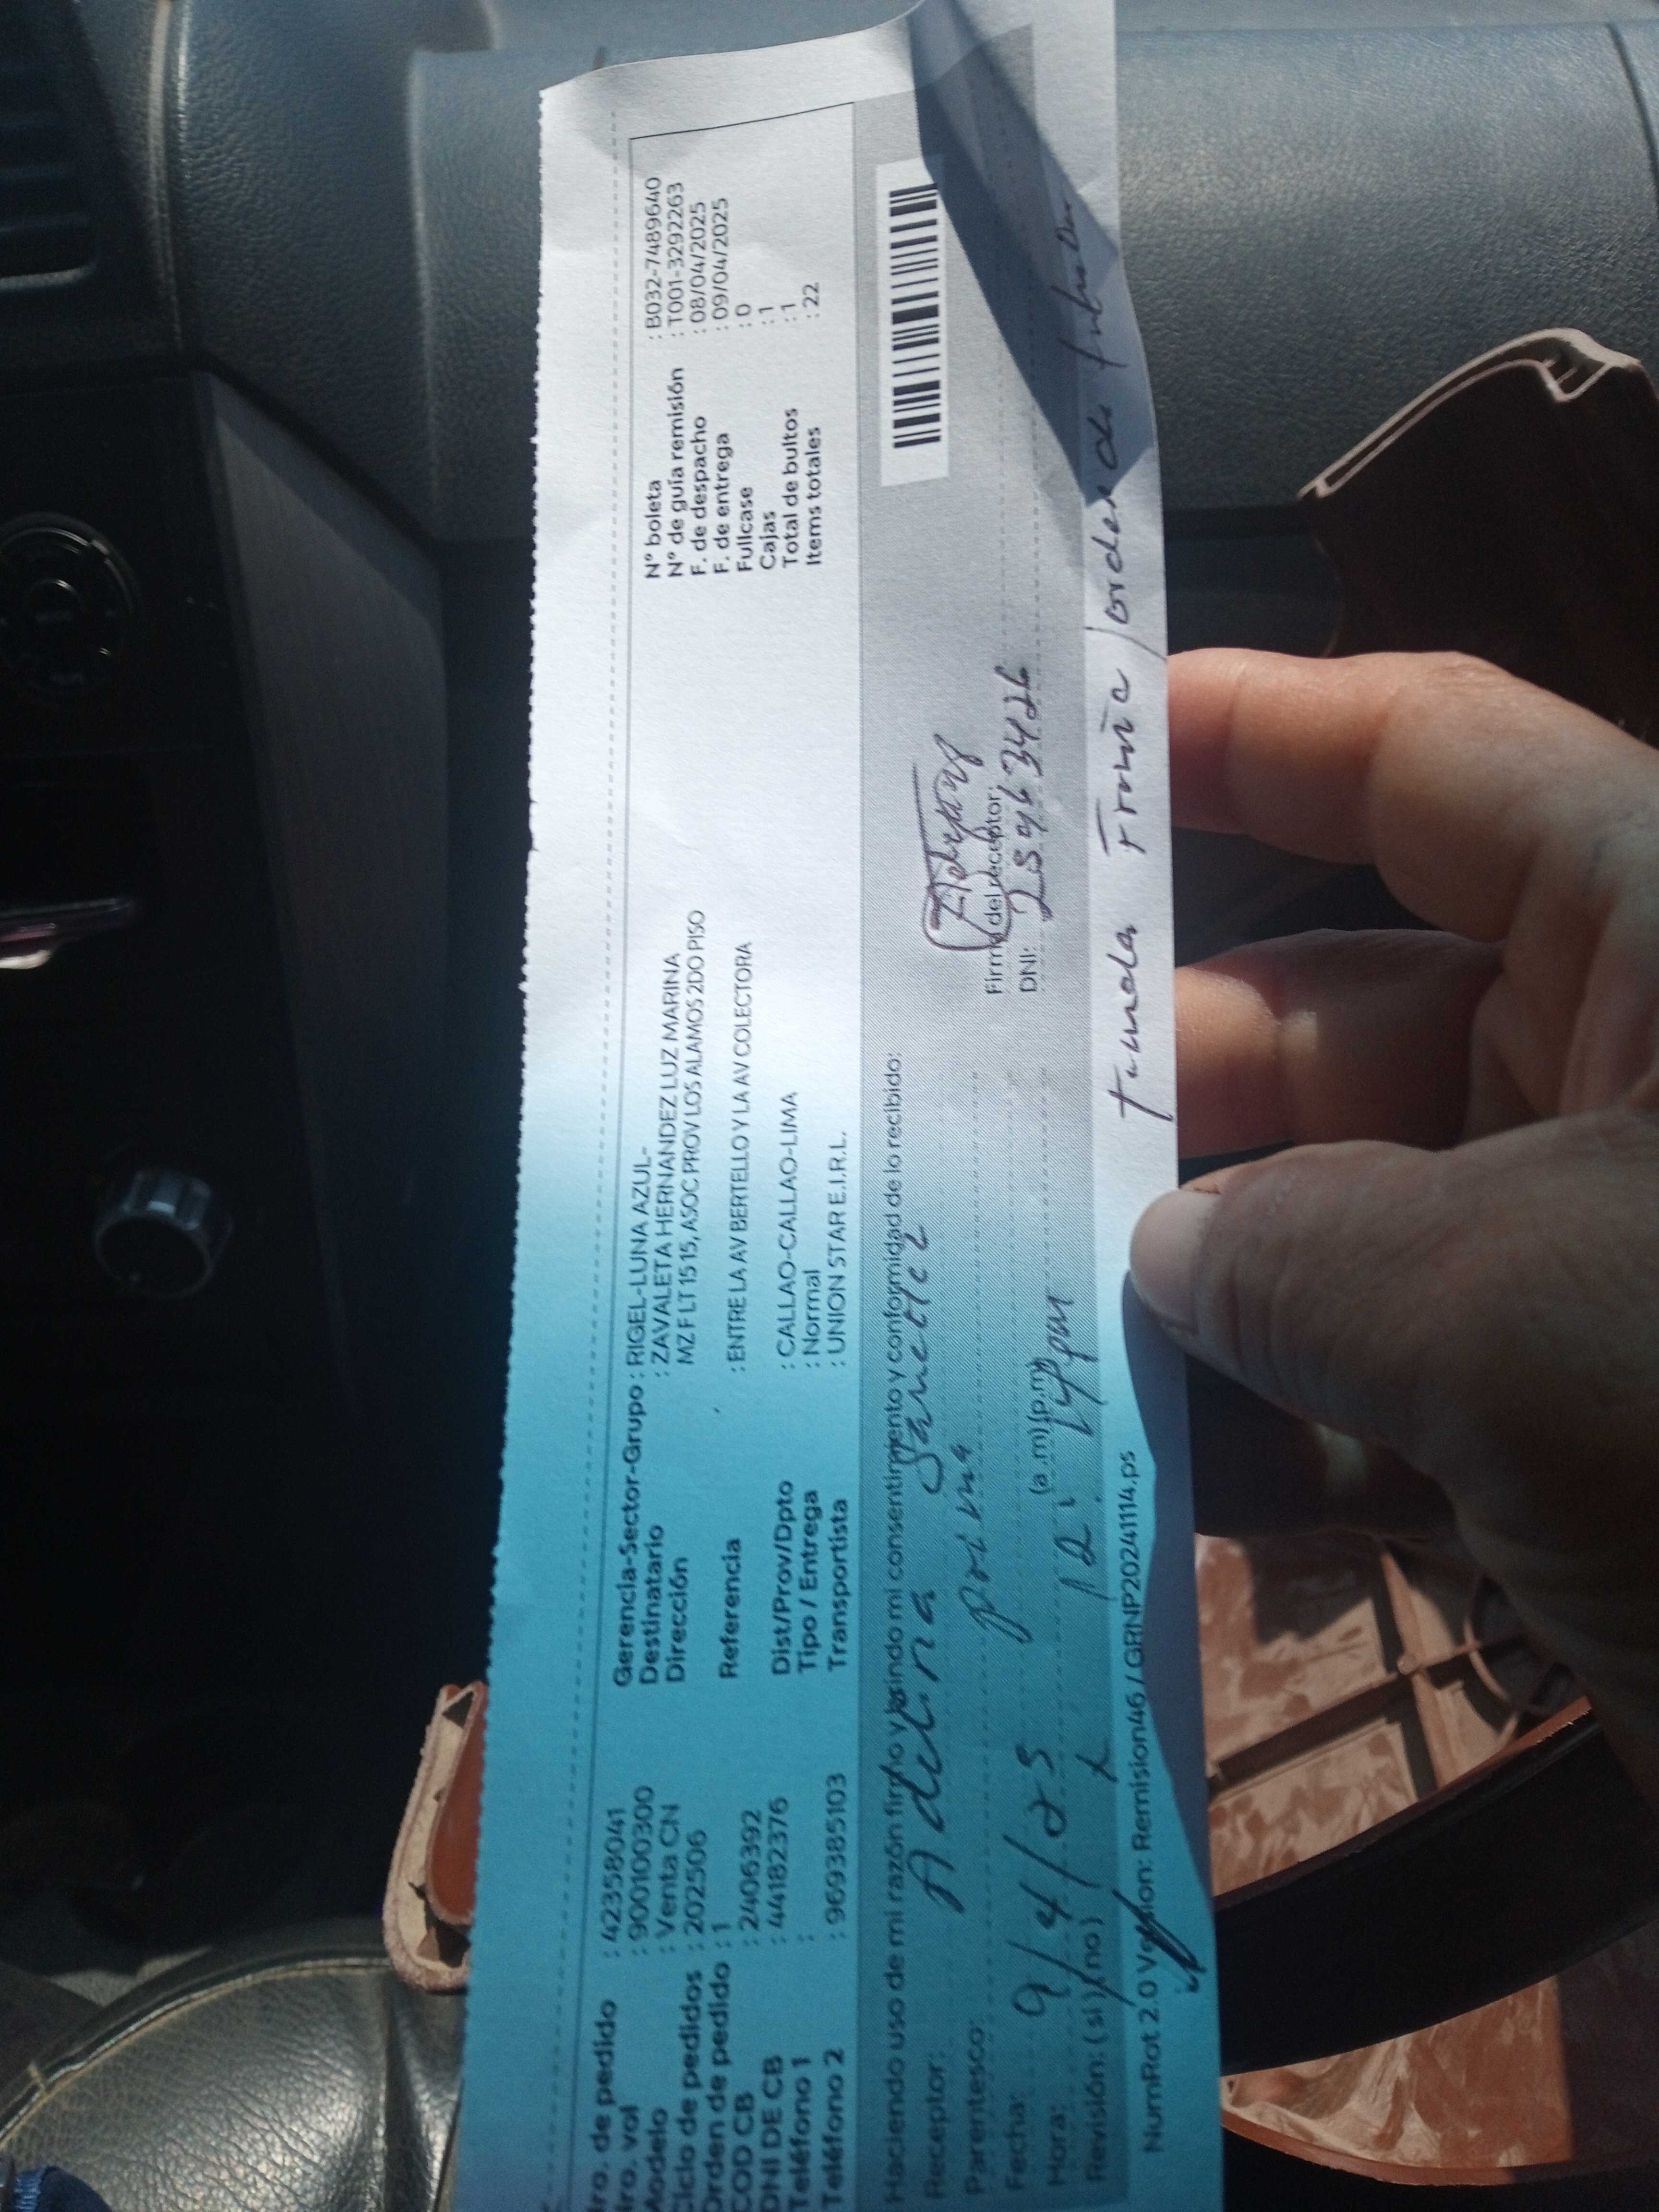 fro. de pedido : 42358041
fro. vol : 900100300
Modelo : Venta CN
Ciclo de pedidos : 202506
Orden de pedido : 1
COD CB : 24063392
DNI DE CB : 44182376
Teléfono 1 :
Teléfono 2 : 969385103
Gerencia-Sector-Grupo : RIGEL-LUNA AZUL-
Destinatario : ZAVALETA HERNANDEZ LUZ MARINA
Dirección MZ F LT 15 15, ASOC PROV LOS ALAMOS 2DO PISO
Referencia : ENTRE LA AV BERTELLO Y LA AV COLECTORA
Dist/Prov/Dpto : CALLAO-CALLAO-LIMA
Tipo / Entrega : Normal
Transportista : UNION STAR E.I.R.L.
N° boleta : B032-7489640
N° de guía remisión : T001-3292263
F. de despacho : 08/04/2025
F. de entrega : 09/04/2025
Fullcase : 0
Cajas : 1
Total de bultos : 1
Items totales : 22
Haciendo uso de mi razón firmo y brindo mi consentimiento y conformidad de lo recibido:
Receptor: Adelina
Parentesco: prima
Fecha: 9/4/25
Hora: 12: 14 pm (a.m)(p.m)
Revisión: (si) (no)
Firma del receptor:
DNI: 25463426
NumRot 2.0 Version: Remision46 / GRNP20241114.ps